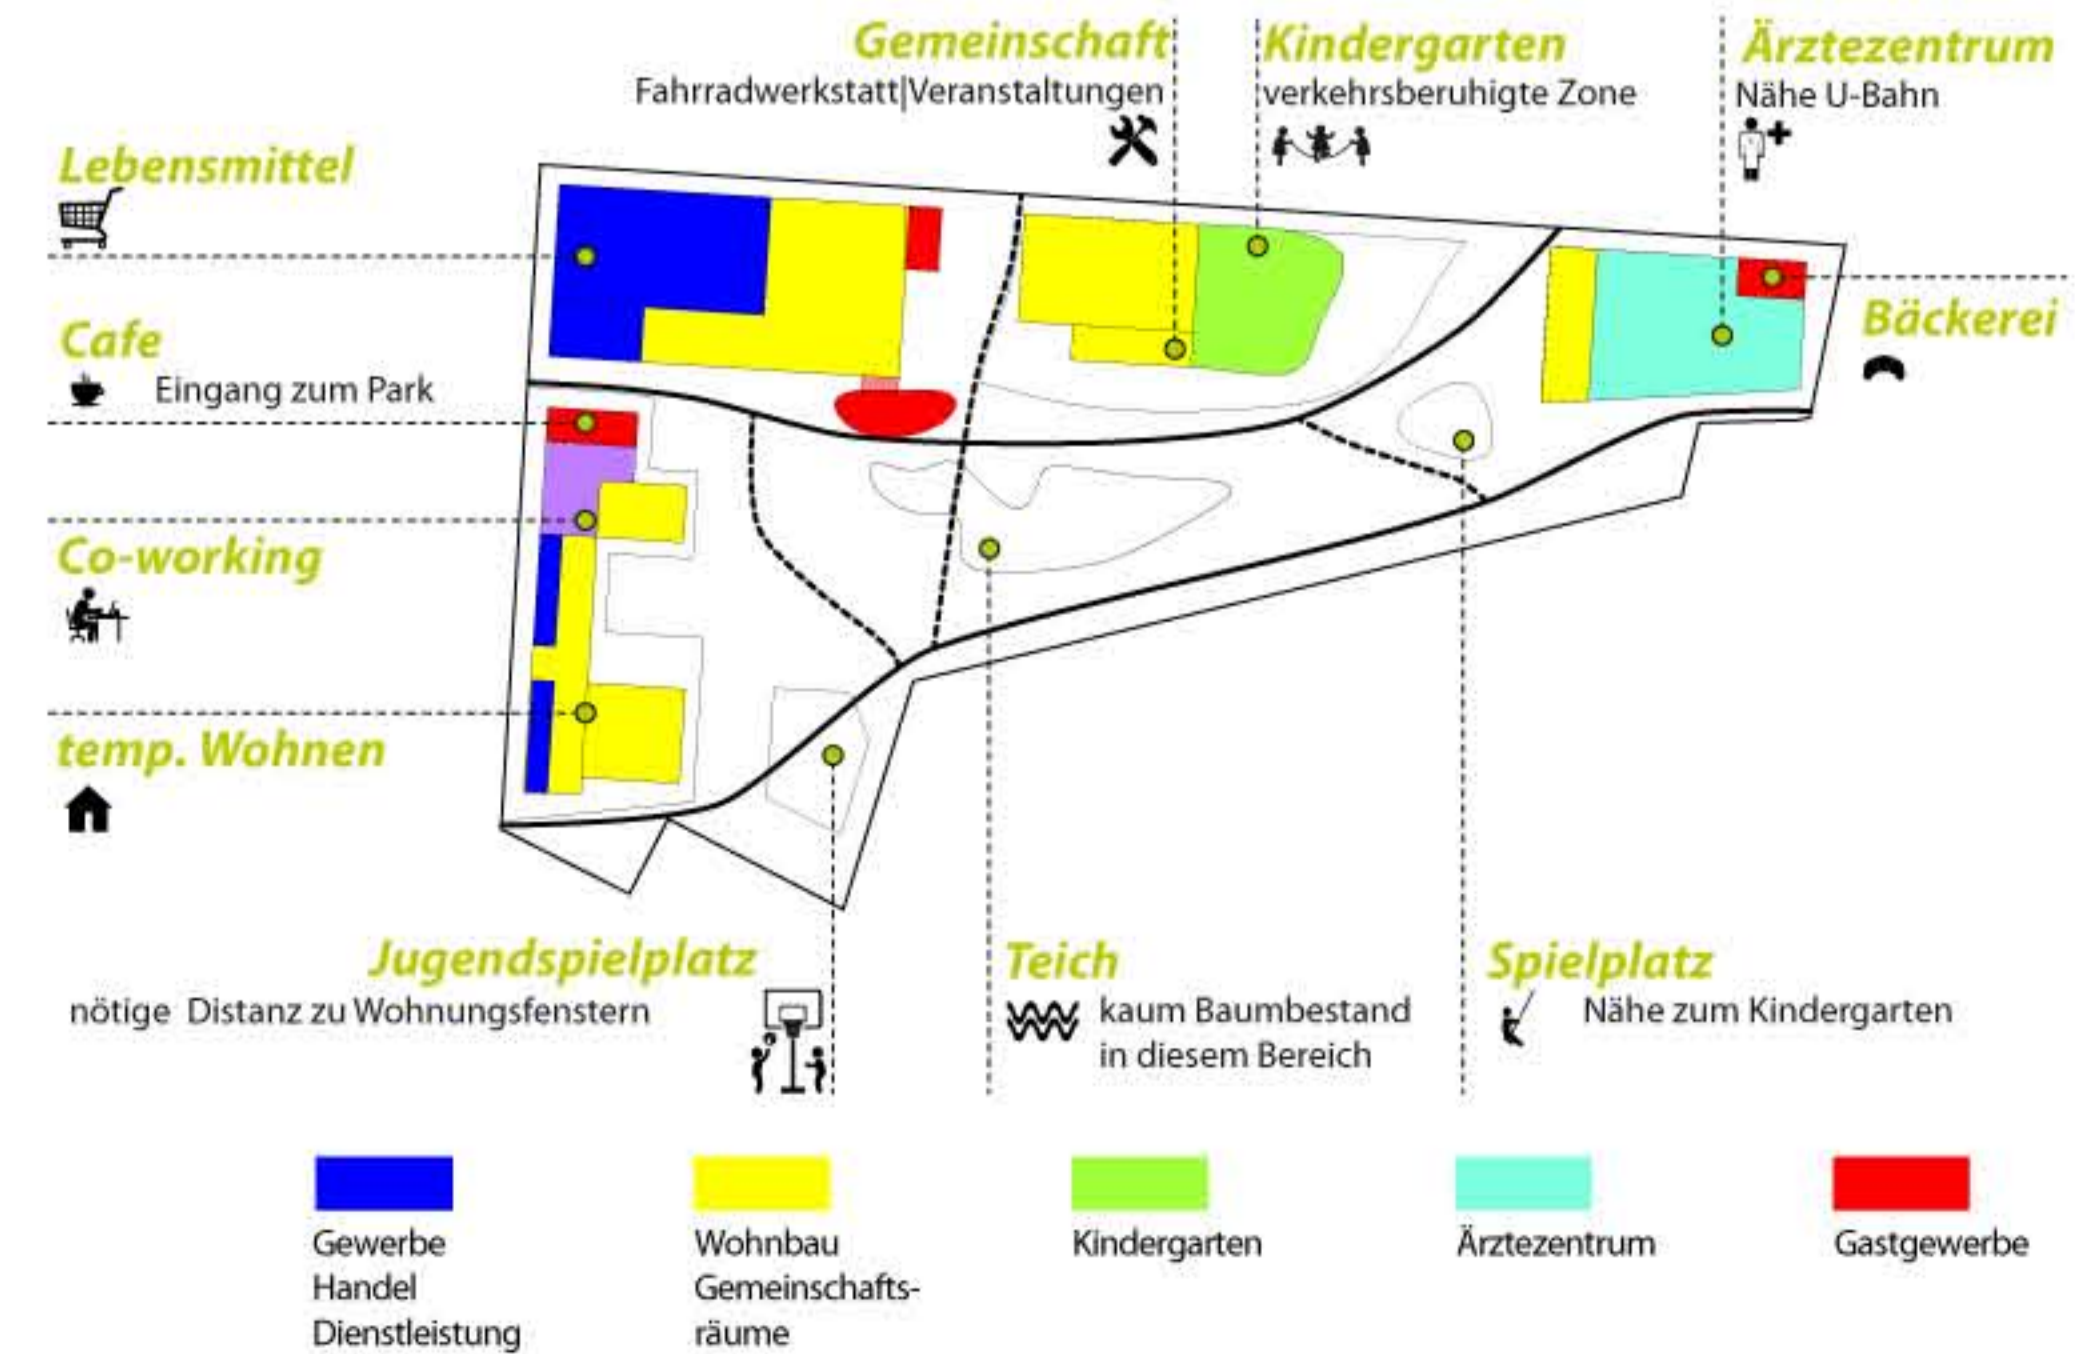 Gemeinschaft
Fahrradwerkstatt|Veranstaltungen
Kindergarten
verkehrsberuhigte Zone
Ärztezentrum
Nähe U-Bahn
Lebensmittel
Cafe
Eingang zum Park
Bäckerei
Co-working
temp. Wohnen
Jugendspielplatz
nötige Distanz zu Wohnungsfenstern
Teich
kaum Baumbestand
in diesem Bereich
Spielplatz
Nähe zum Kindergarten
Gewerbe
Handel
Dienstleistung
Wohnbau
Gemeinschafts-
räume
Kindergarten
Ärztezentrum
Gastgewerbe